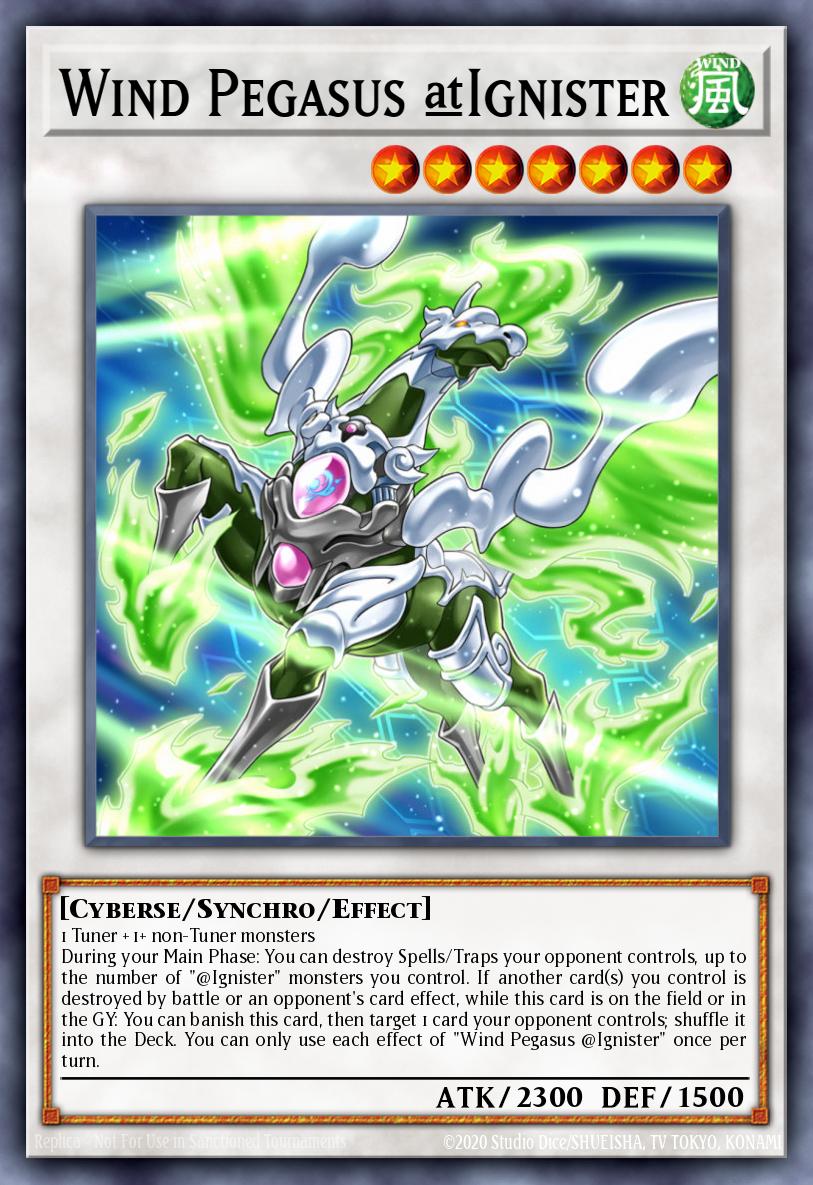 Wind Pegasus @Ignister
WIND
風
[Cyberse/Synchro/Effect]
1 Tuner + 1+ non-Tuner monsters
During your Main Phase: You can destroy Spells/Traps your opponent controls, up to
the number of "@Ignister" monsters you control. If another card(s) you control is
destroyed by battle or an opponent's card effect, while this card is on the field or in
the GY: You can banish this card, then target 1 card your opponent controls; shuffle it
into the Deck. You can only use each effect of "Wind Pegasus @Ignister" once per
turn.
ATK/2300 DEF/1500
Replica - Not For Use in Sanctioned Tournaments
©2020 Studio Dice/SHUEISHA, TV TOKYO, KONAMI